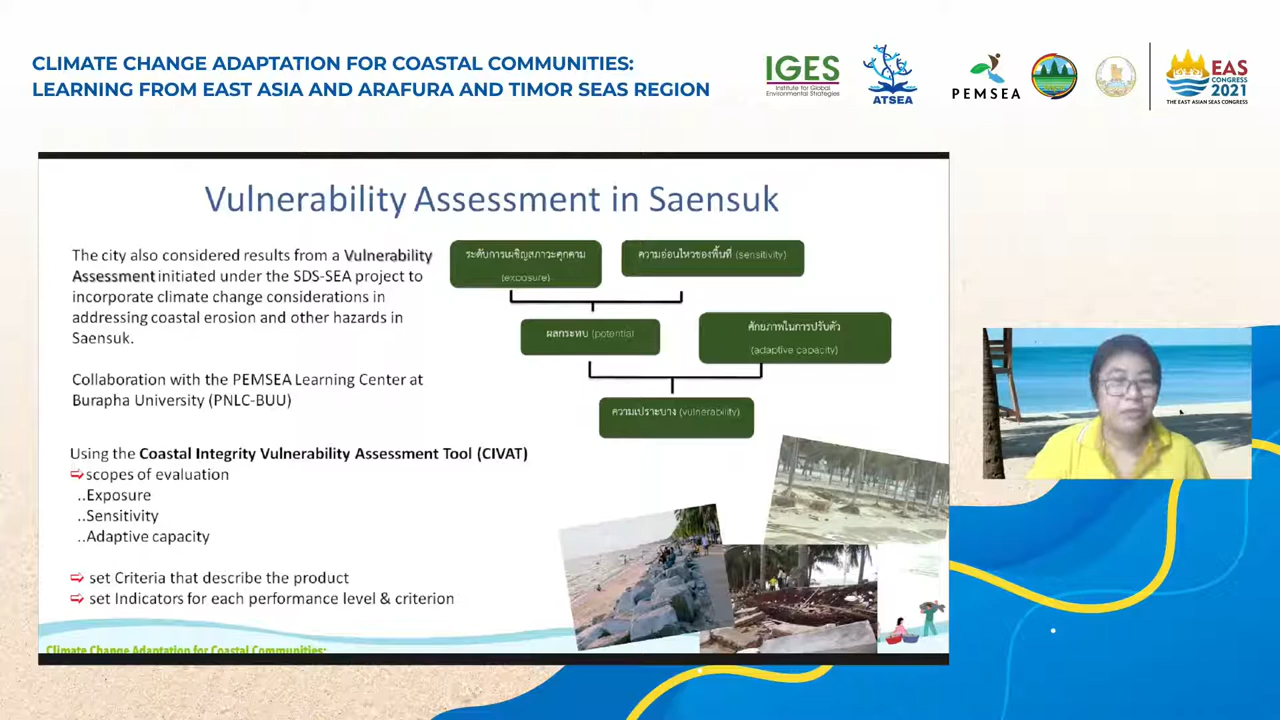 CLIMATE CHANGE ADAPTATION FOR COASTAL COMMUNITIES:
LEARNING FROM EAST ASIA AND ARAFURA AND TIMOR SEAS REGION
IGES
Institute for Global
Environmental Strategies
ATSEA
PEMSEA
EAS
CONGRESS
2021
THE EAST ASIAN SEAS CONGRESS
Vulnerability Assessment in Saensuk
The city also considered results from a Vulnerability
Assessment initiated under the SDS-SEA project to
incorporate climate change considerations in
addressing coastal erosion and other hazards in
Saensuk.
Collaboration with the PEMSEA Learning Center at
Burapha University (PNLC-BUU)
Using the Coastal Integrity Vulnerability Assessment Tool (CIVAT)
⇨scopes of evaluation
..Exposure
..Sensitivity
..Adaptive capacity
⇨ set Criteria that describe the product
⇨ set Indicators for each performance level & criterion
ระดับการเผชิญสภาวะคุกคาม
(exposure)
ความอ่อนไหวของพื้นที่ (sensitivity)
ผลกระทบ (potential)
ศักยภาพในการปรับตัว
(adaptive capacity)
ความเปราะบาง (vulnerability)
Climate Change Adaptation for Coastal Communities: